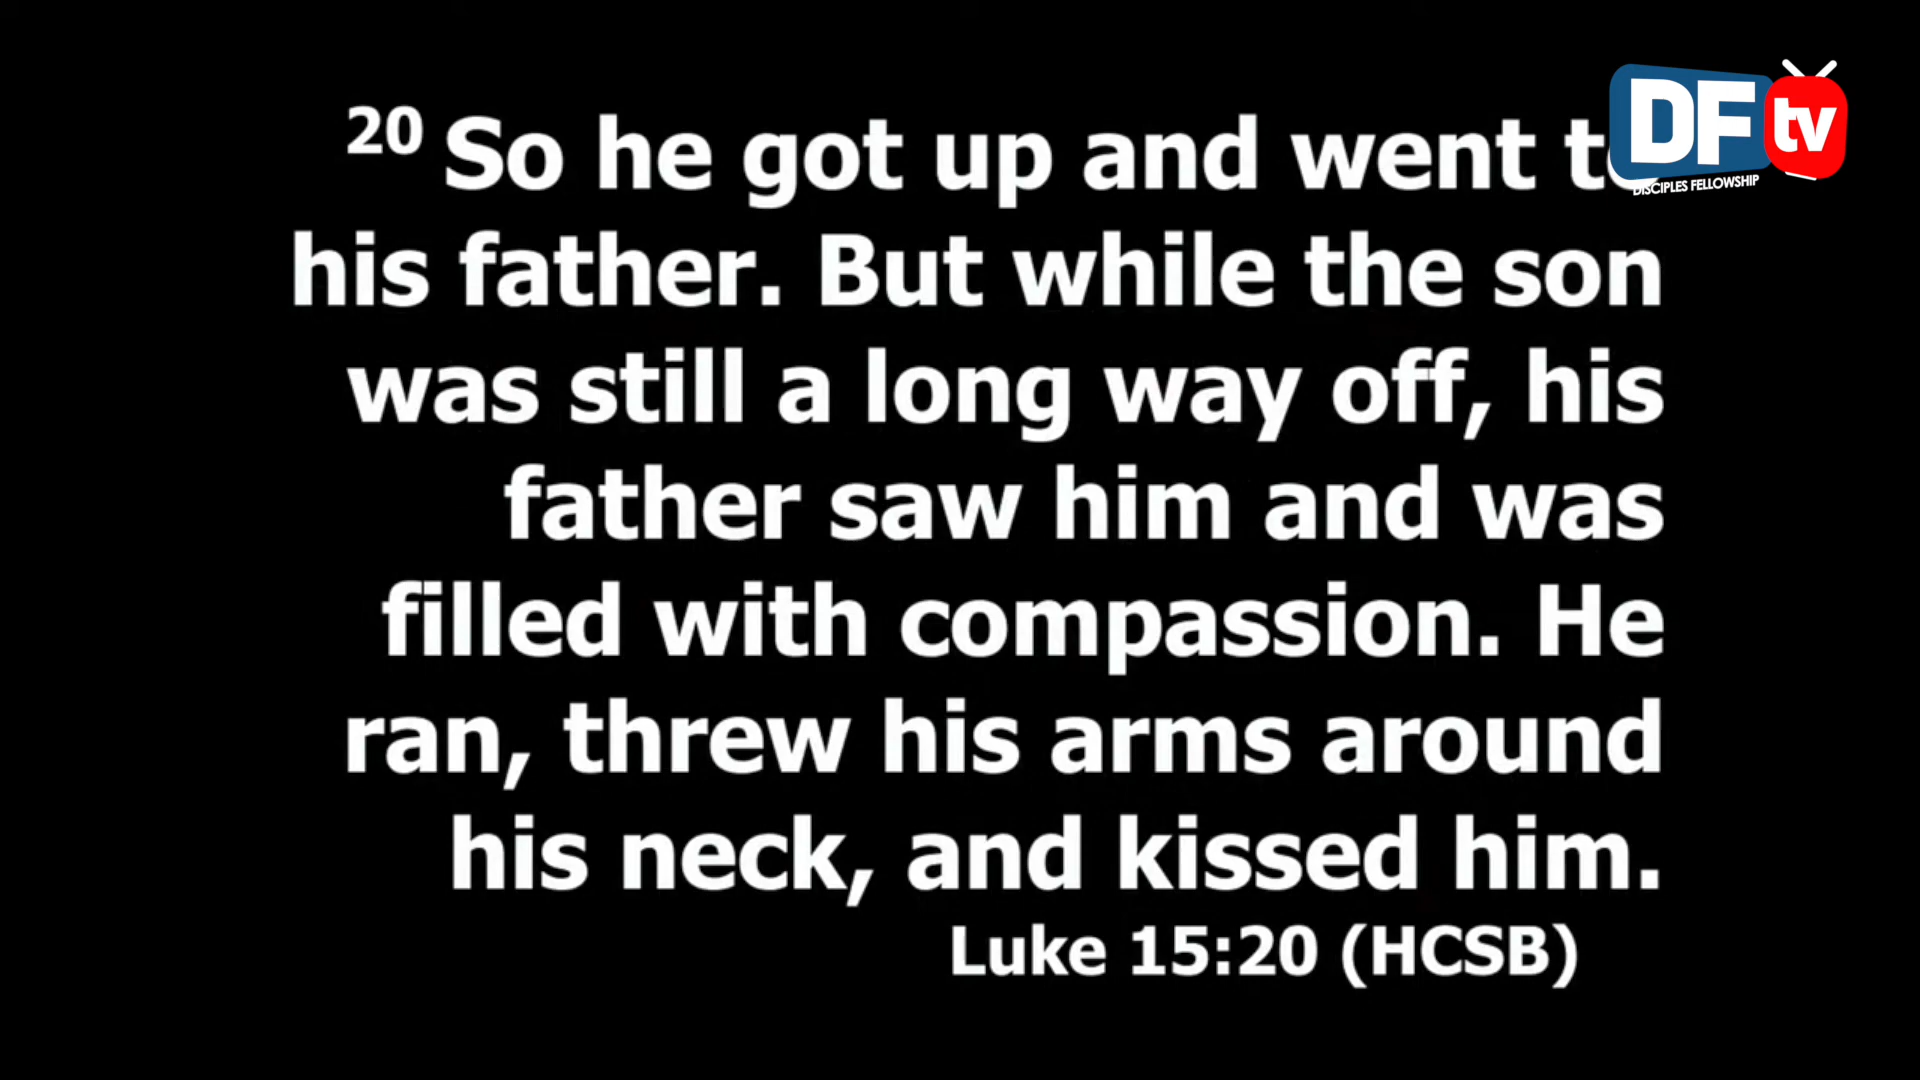 20 So he got up and went to
his father. But while the son
was still a long way off, his
father saw him and was
filled with compassion. He
ran, threw his arms around
his neck, and kissed him.
Luke 15:20 (HCSB)
DF tv
DISCIPLES FELLOWSHIP